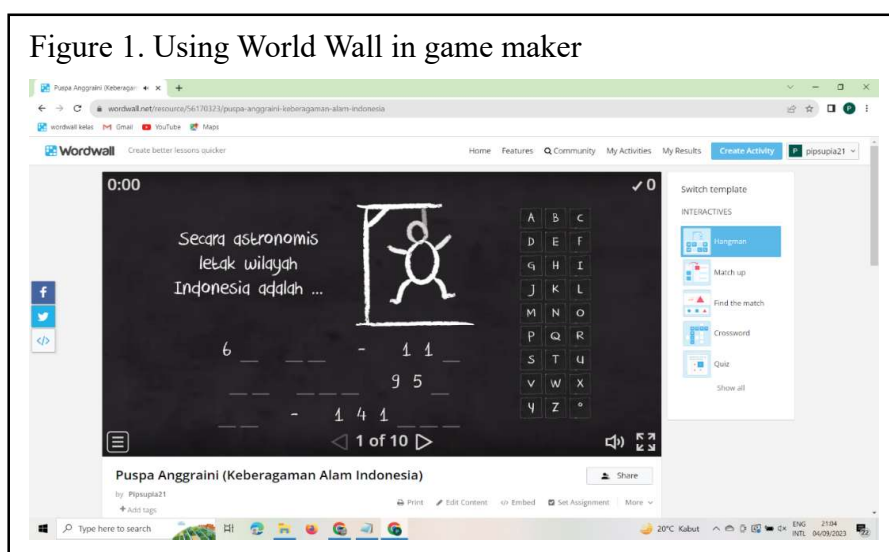 Figure 1. Using World Wall in game maker
Puspa Anggraini (Keberagar
wordwall.net/resource/56170323/puspa-anggraini-keberagaman-alam-indonesia
wordwall kelas Gmail YouTube Maps
Wordwall Create better lessons quicker Home Features Community My Activities My Results Create Activity P pipsupia21
0:00 ✓ 0 Switch template
INTERACTIVES
Secara astronomis
letak wilayah
Indonesia adalah ...
A B C
D E F
G H I
J K L
M N O
P Q R
S T U
V W X
Y Z °
6 _ _ _ - 1 1 _
9 5 _
_ _ _ _ _
_ _ - 1 4 1 _ _ _
1 of 10
Hangman
Match up
Find the match
Crossword
Quiz
Show all
Puspa Anggraini (Keberagaman Alam Indonesia) Share
by Pipsupia21
+ Add tags
Print Edit Content Embed Set Assignment More
Type here to search 20°C Kabut ENG 21:04
INTL 04/09/2023 22